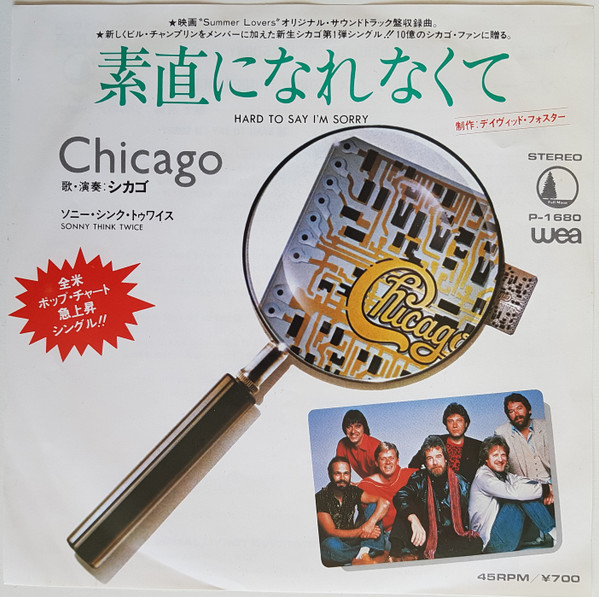 ★映画"Summer Lovers"オリジナル・サウンドトラック盤収録曲。
★新しくビル・チャンプリンをメンバーに加えた新生シカゴ第1弾シングル.!!10億のシカゴ・ファンに贈る。
素直になれなくて
HARD TO SAY I'M SORRY
制作:デイヴィッド・フォスター
Chicago
歌・演奏:シカゴ
ソニー・シンク・トゥワイス
SONNY THINK TWICE
STEREO
Full Moon
P-1680
wea
全米
ポップ・チャート
急上昇
シングル!!
Chicago
45RPM/¥700